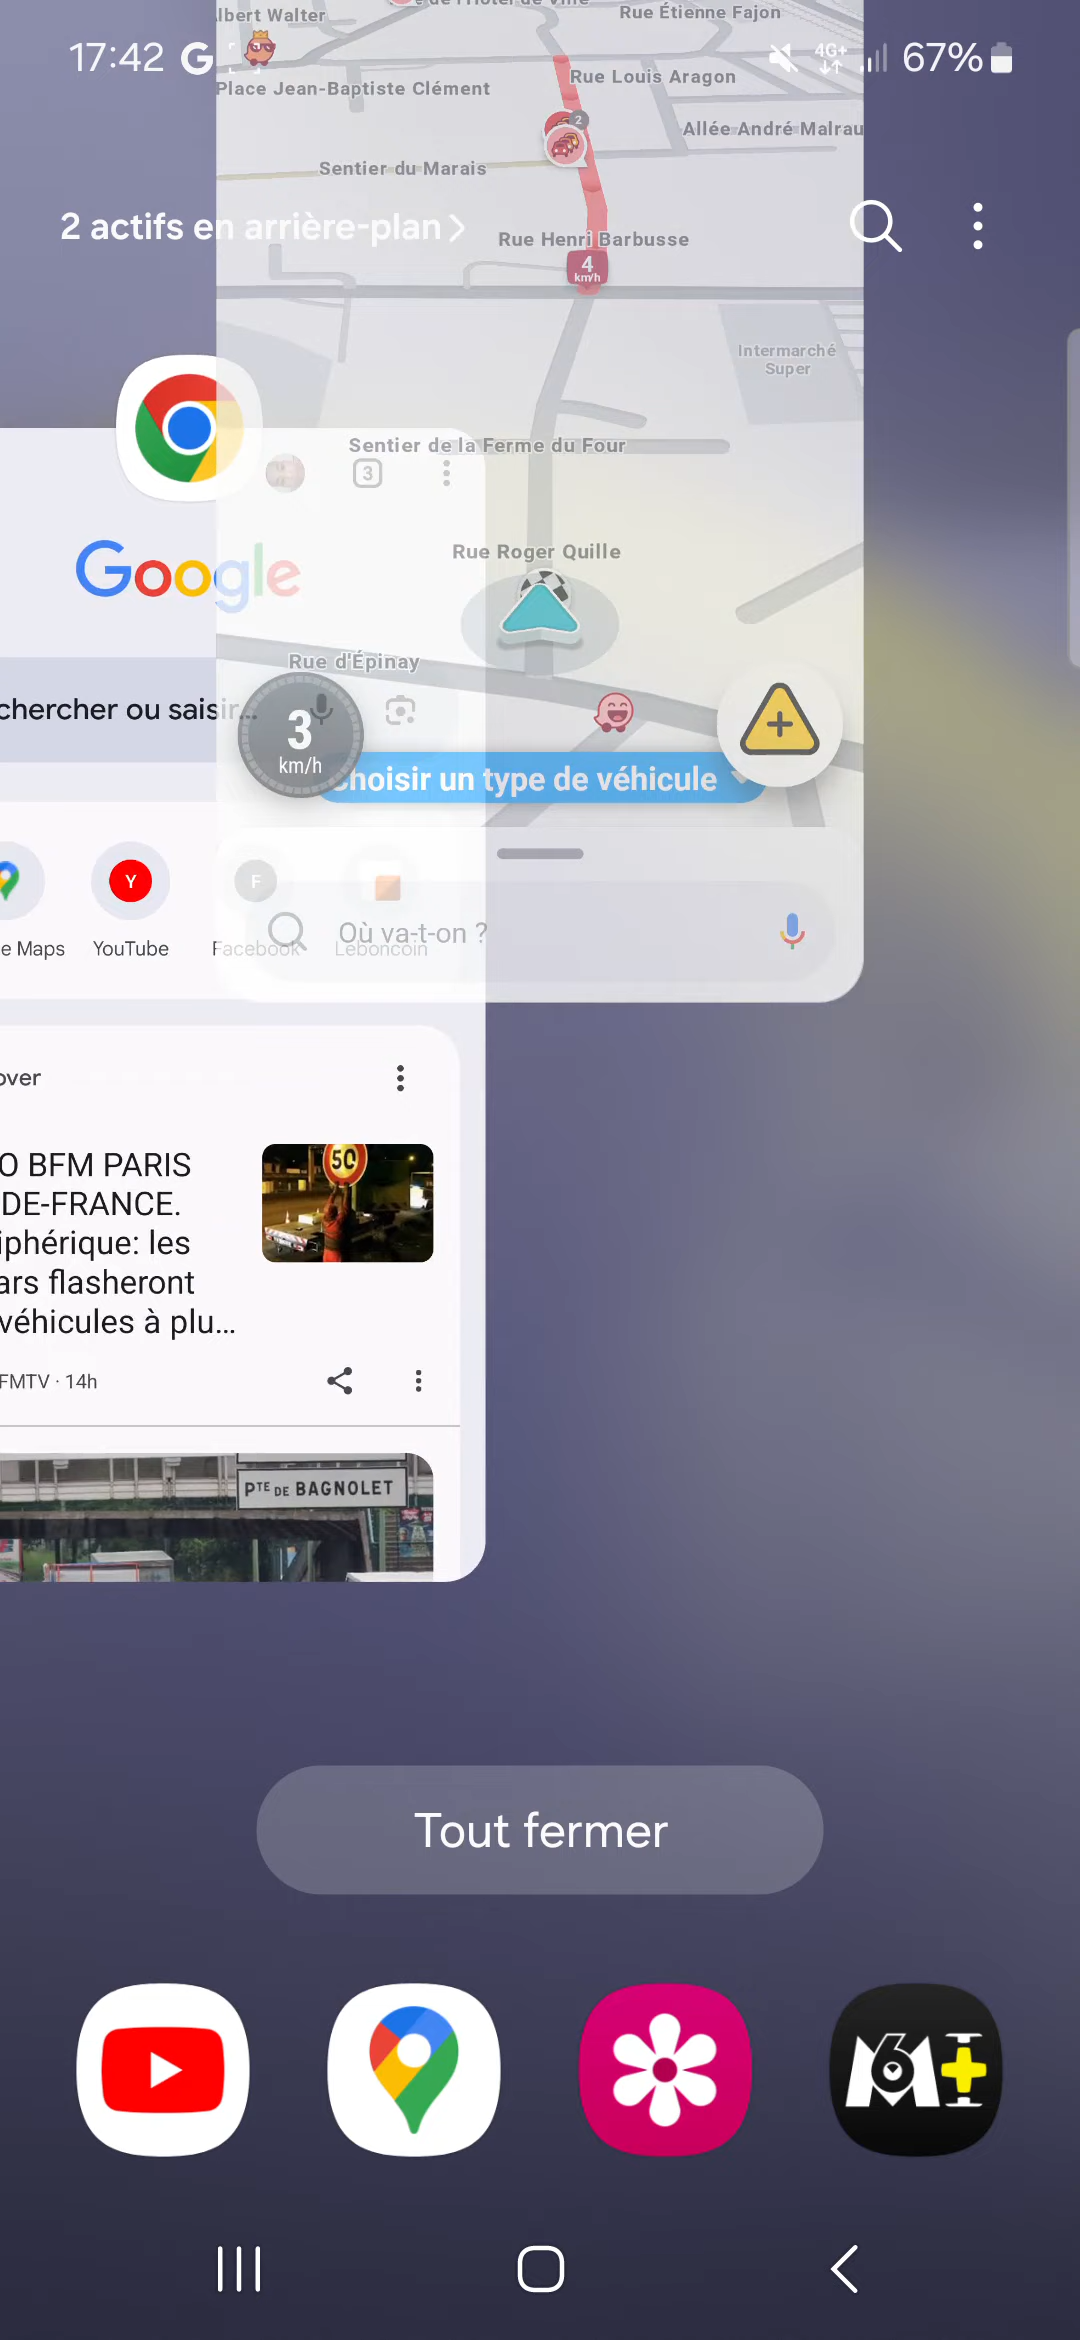 lbert Walter
Rue Étienne Fajon
17:42
4G+
67%
Rue Louis Aragon
Place Jean-Baptiste Clément
2
Allée André Malrau
Sentier du Marais
2 actifs en arrière-plan
Rue Henri Barbusse
4
km/h
Intermarché
Super
Sentier de la Ferme du Four
3
Google
Rue Roger Quille
Rue d'Épinay
chercher ou saisir...
3
km/h
hoisir un type de véhicule
Y
F
Où va-t-on ?
e Maps
YouTube
Facebook
Leboncoin
over
O BFM PARIS
DE-FRANCE.
iphérique: les
ars flasheront
véhicules à plu...
50
FMTV · 14h
PTE DE BAGNOLET
Tout fermer
M6+